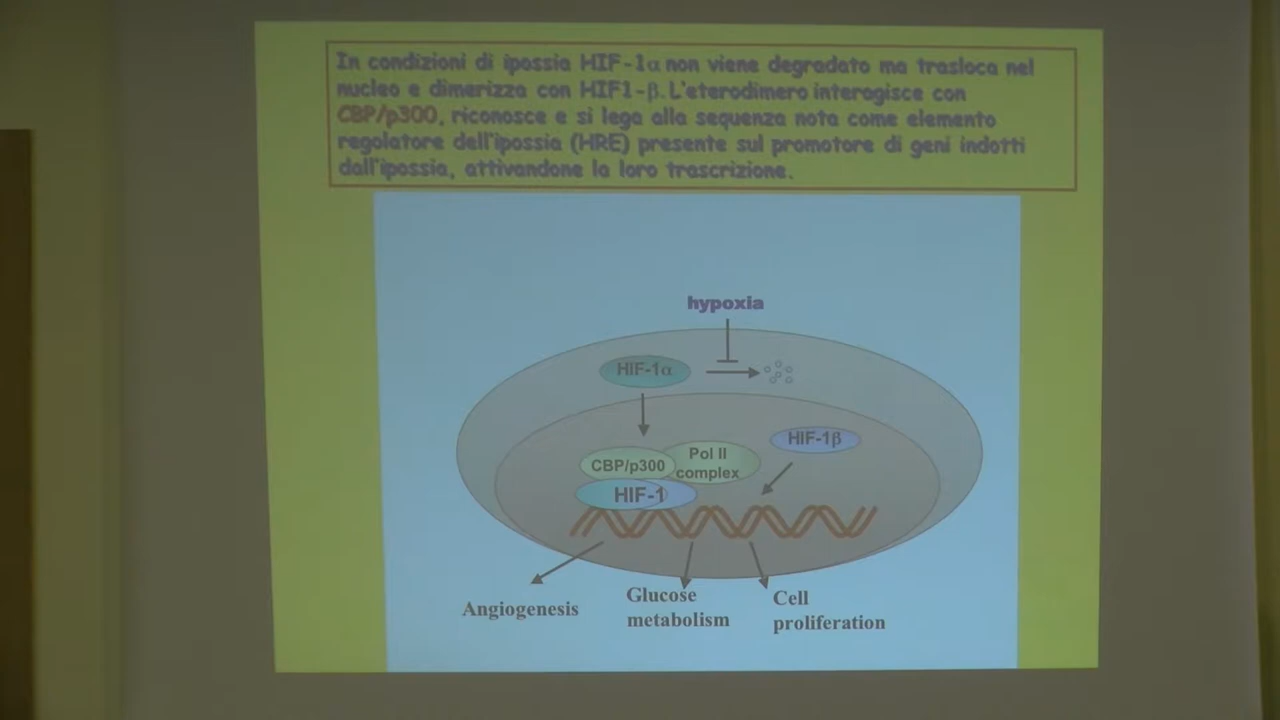 In condizioni di ipossia HIF-1α non viene degradato ma trasloca nel
nucleo e dimerizza con HIF1-β. L'eterodimero interagisce con
CBP/p300, riconosce e si lega alla sequenza nota come elemento
regolatore dell'ipossia (HRE) presente sul promotore di geni indotti
dall'ipossia, attivandone la loro trascrizione.
hypoxia
HIF-1α
HIF-1β
CBP/p300
Pol II
complex
HIF-1
Angiogenesis
Glucose
metabolism
Cell
proliferation